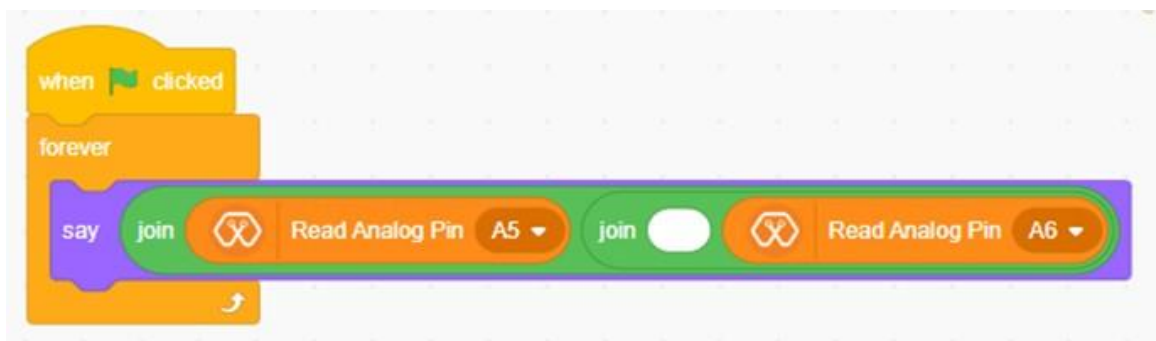 when clicked
forever
say join Read Analog Pin A5 join Read Analog Pin A6